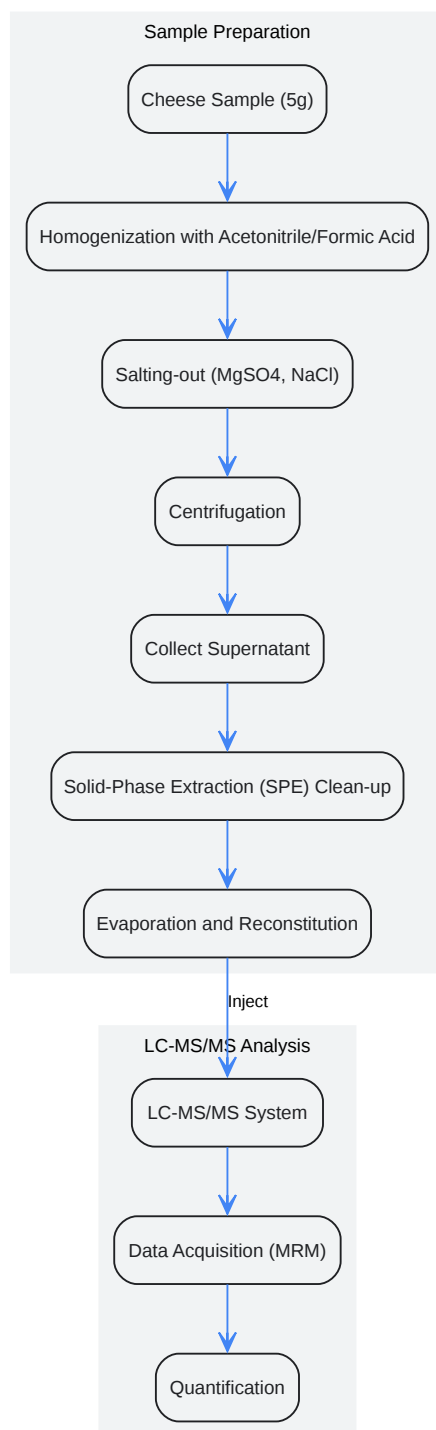 Sample Preparation
Cheese Sample (5g)
Homogenization with Acetonitrile/Formic Acid
Salting-out (MgSO4, NaCl)
Centrifugation
Collect Supernatant
Solid-Phase Extraction (SPE) Clean-up
Evaporation and Reconstitution
Inject
LC-MS/MS Analysis
LC-MS/MS System
Data Acquisition (MRM)
Quantification